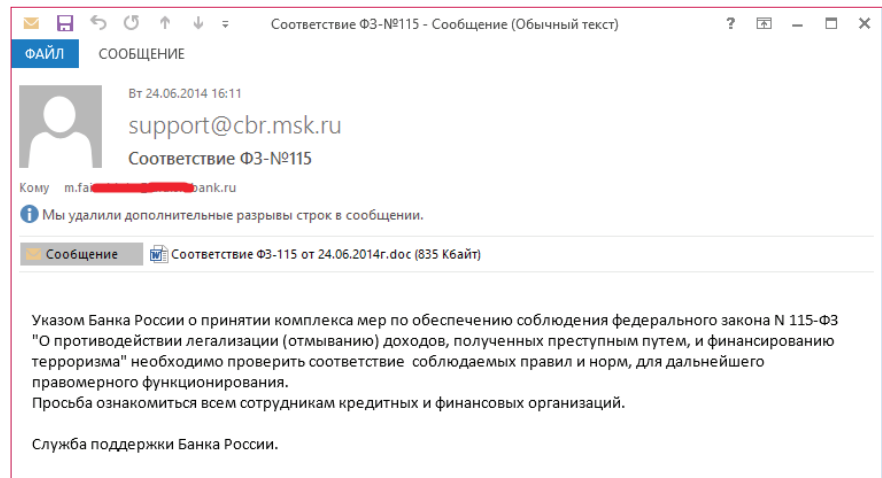 Соответствие ФЗ-№115 - Сообщение (Обычный текст)
ФАЙЛ СООБЩЕНИЕ
Вт 24.06.2014 16:11
support@cbr.msk.ru
Соответствие ФЗ-№115
Кому m.fai bank.ru
Мы удалили дополнительные разрывы строк в сообщении.
Сообщение Соответствие ФЗ-115 от 24.06.2014г.doc (835 Кбайт)
Указом Банка России о принятии комплекса мер по обеспечению соблюдения федерального закона N 115-ФЗ
"О противодействии легализации (отмыванию) доходов, полученных преступным путем, и финансированию
терроризма" необходимо проверить соответствие соблюдаемых правил и норм, для дальнейшего
правомерного функционирования.
Просьба ознакомиться всем сотрудникам кредитных и финансовых организаций.
Служба поддержки Банка России.